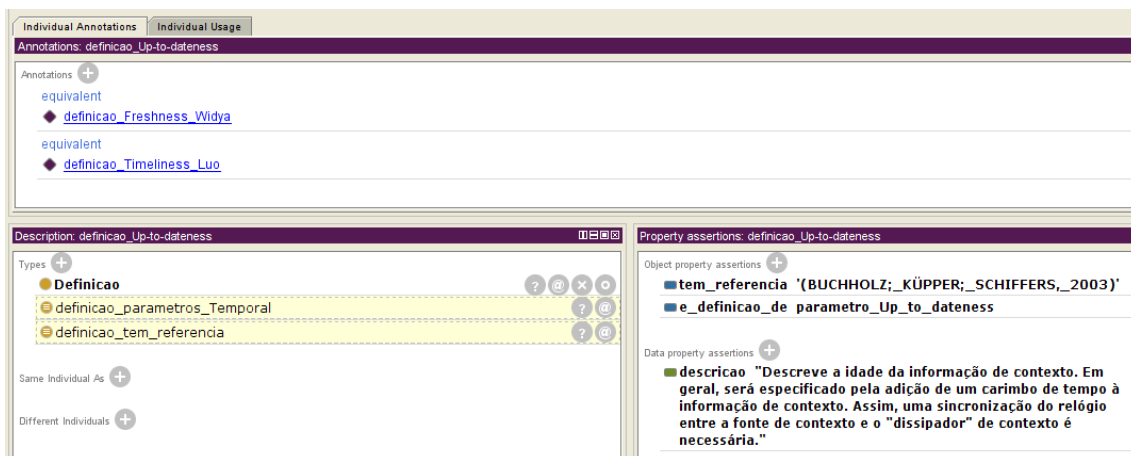 Individual Annotations Individual Usage
Annotations: definicao_Up-to-dateness
Annotations
equivalent
definicao_Freshness_Widya
equivalent
definicao_Timeliness_Luo
Description: definicao_Up-to-dateness
Types
Definicao
definicao_parametros_Temporal
definicao_tem_referencia
Same Individual As
Different Individuals
Property assertions: definicao_Up-to-dateness
Object property assertions
tem_referencia '(BUCHHOLZ;_KÜPPER;_SCHIFFERS,_2003)'
e_definicao_de parametro_Up_to_dateness
Data property assertions
descricao "Descreve a idade da informação de contexto. Em
geral, será especificado pela adição de um carimbo de tempo à
informação de contexto. Assim, uma sincronização do relógio
entre a fonte de contexto e o "dissipador" de contexto é
necessária."